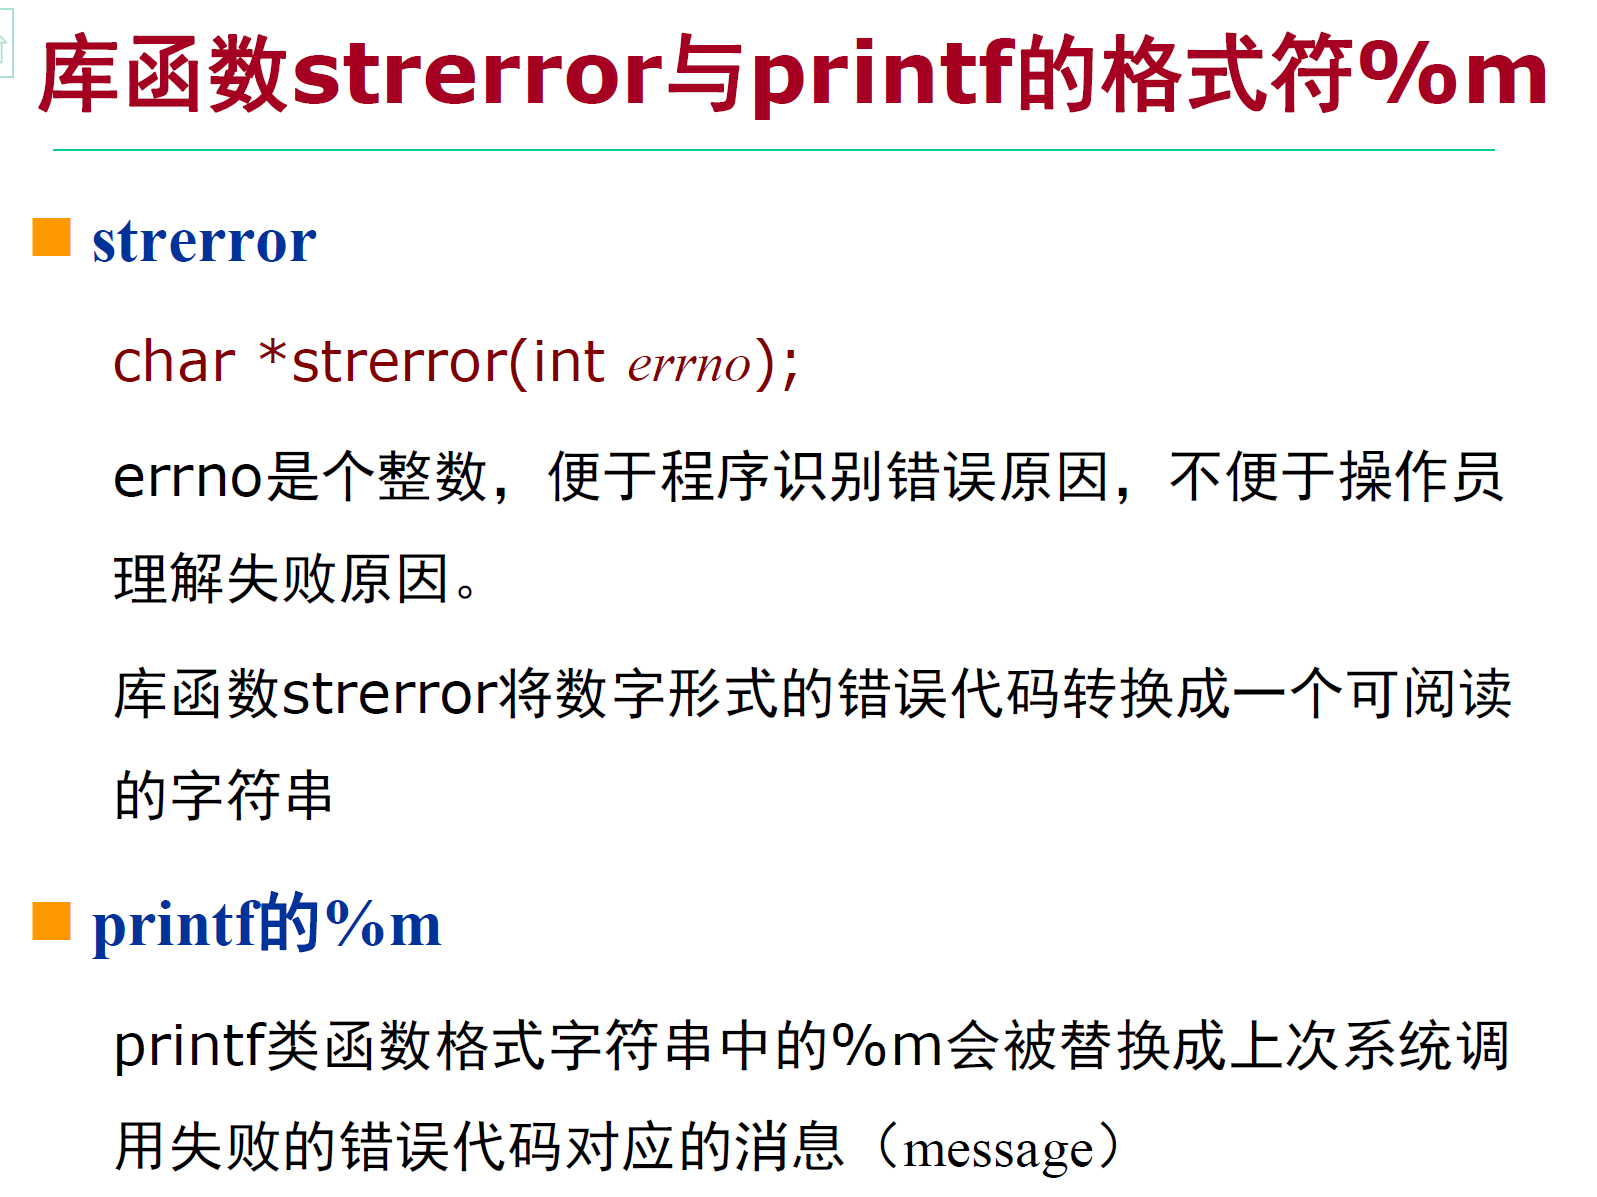 库函数strerror与printf的格式符%m
strerror
char *strerror(int errno);
errno是个整数，便于程序识别错误原因，不便于操作员
理解失败原因。
库函数strerror将数字形式的错误代码转换成一个可阅读
的字符串
printf的%m
printf类函数格式字符串中的%m会被替换成上次系统调
用失败的错误代码对应的消息（message）